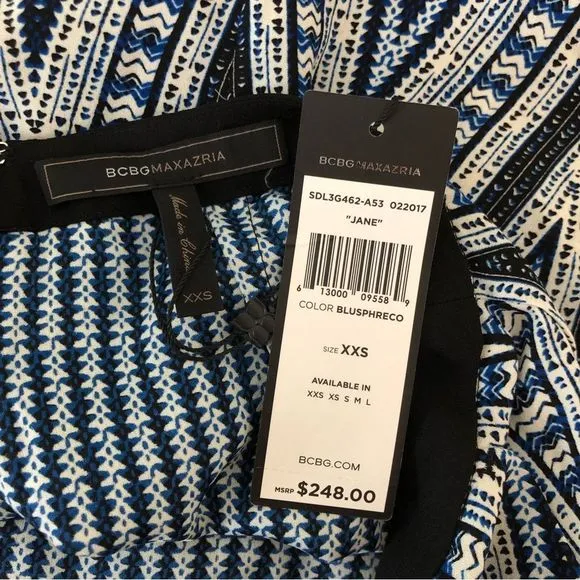 BCBGMAXAZRIA
Made in China
XXS
BCBGMAXAZRIA
SDL3G462-A53 022017
"JANE"
6 13000 09558 9
COLOR BLUSPHRECO
SIZE XXS
AVAILABLE IN
XXS XS S M L
BCBG.COM
MSRP $248.00